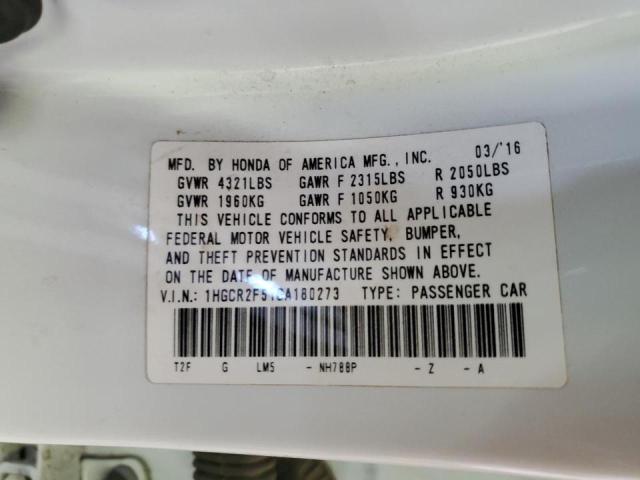 MFD. BY HONDA OF AMERICA MFG., INC. 03/'16
GVWR 4321LBS GAWR F 2315LBS R 2050LBS
GVWR 1960KG GAWR F 1050KG R 930KG
THIS VEHICLE CONFORMS TO ALL APPLICABLE
FEDERAL MOTOR VEHICLE SAFETY, BUMPER,
AND THEFT PREVENTION STANDARDS IN EFFECT
ON THE DATE OF MANUFACTURE SHOWN ABOVE.
V.I.N.: TYPE: PASSENGER CAR
T2F G LM5 - NH788P - Z - A